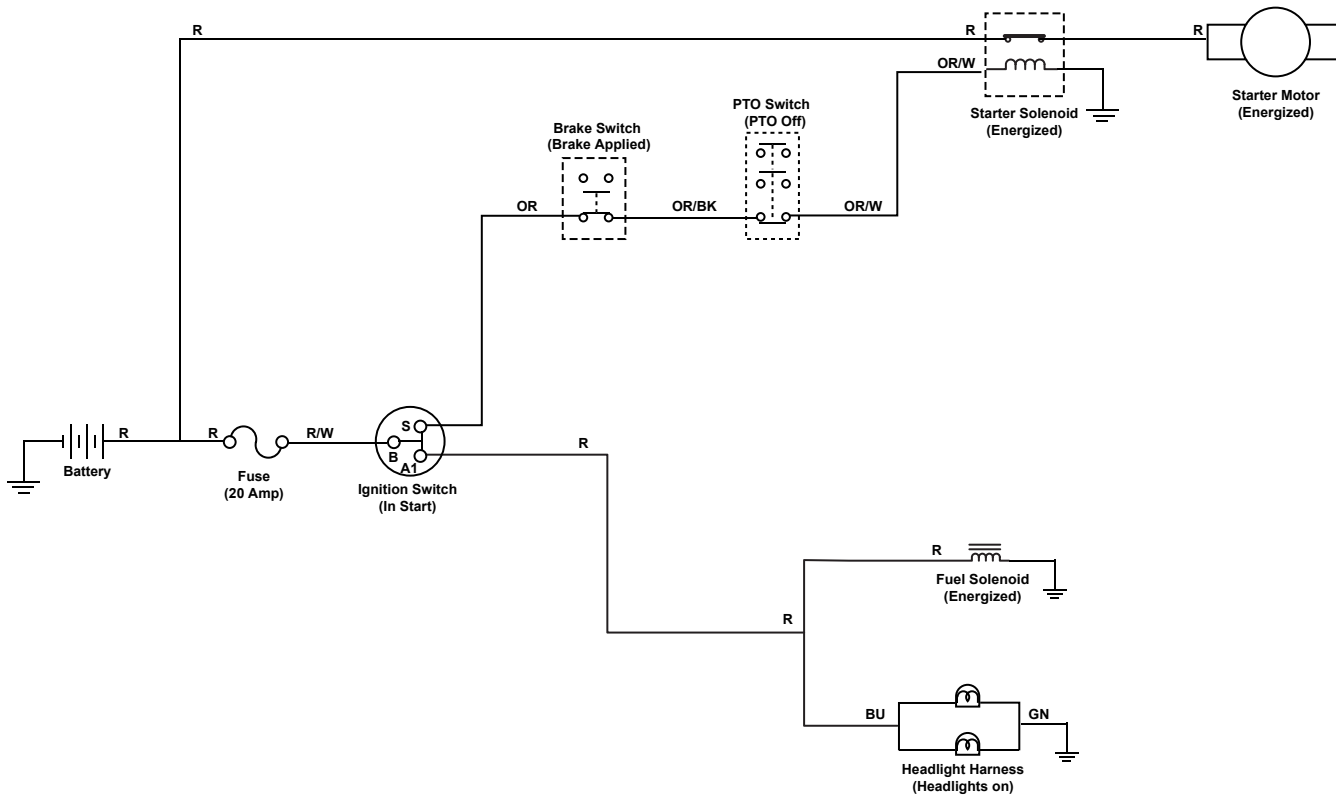 R
R
R
OR/W
Starter Solenoid
(Energized)
Starter Motor
(Energized)
PTO Switch
(PTO Off)
Brake Switch
(Brake Applied)
OR
OR/BK
OR/W
R
Battery
R
Fuse
(20 Amp)
R/W
S
B
A1
Ignition Switch
(In Start)
R
R
Fuel Solenoid
(Energized)
R
BU
GN
Headlight Harness
(Headlights on)